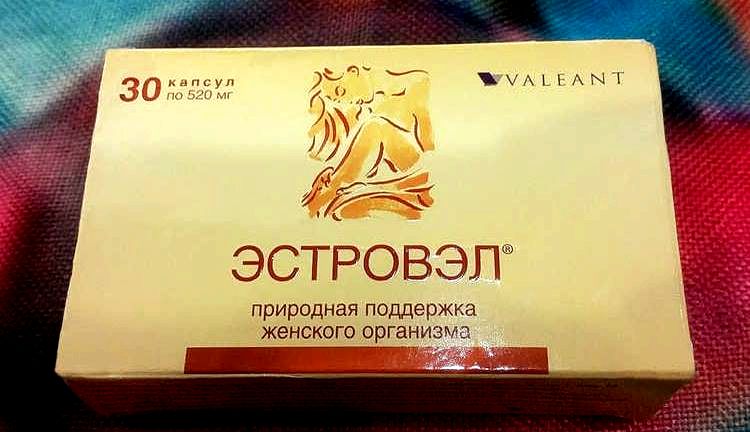 30 капсул
по 520 мг
VALEANT
ЭСТРОВЭЛ®
природная поддержка
женского организма